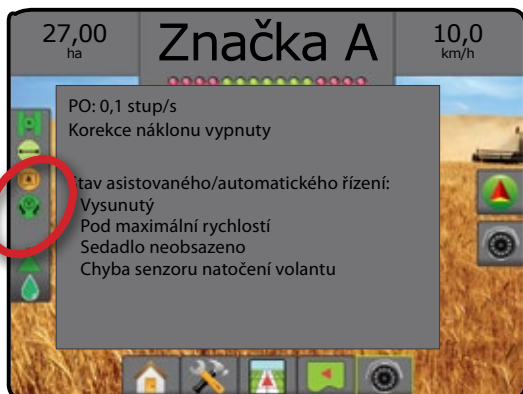 27,00
ha
Značka A
10,0
km/h
PO: 0,1 stup/s
Korekce náklonu vypnuty
tav asistovaného/automatického řízení:
Vysunutý
Pod maximální rychlostí
Sedadlo neobsazeno
Chyba senzoru natočení volantu